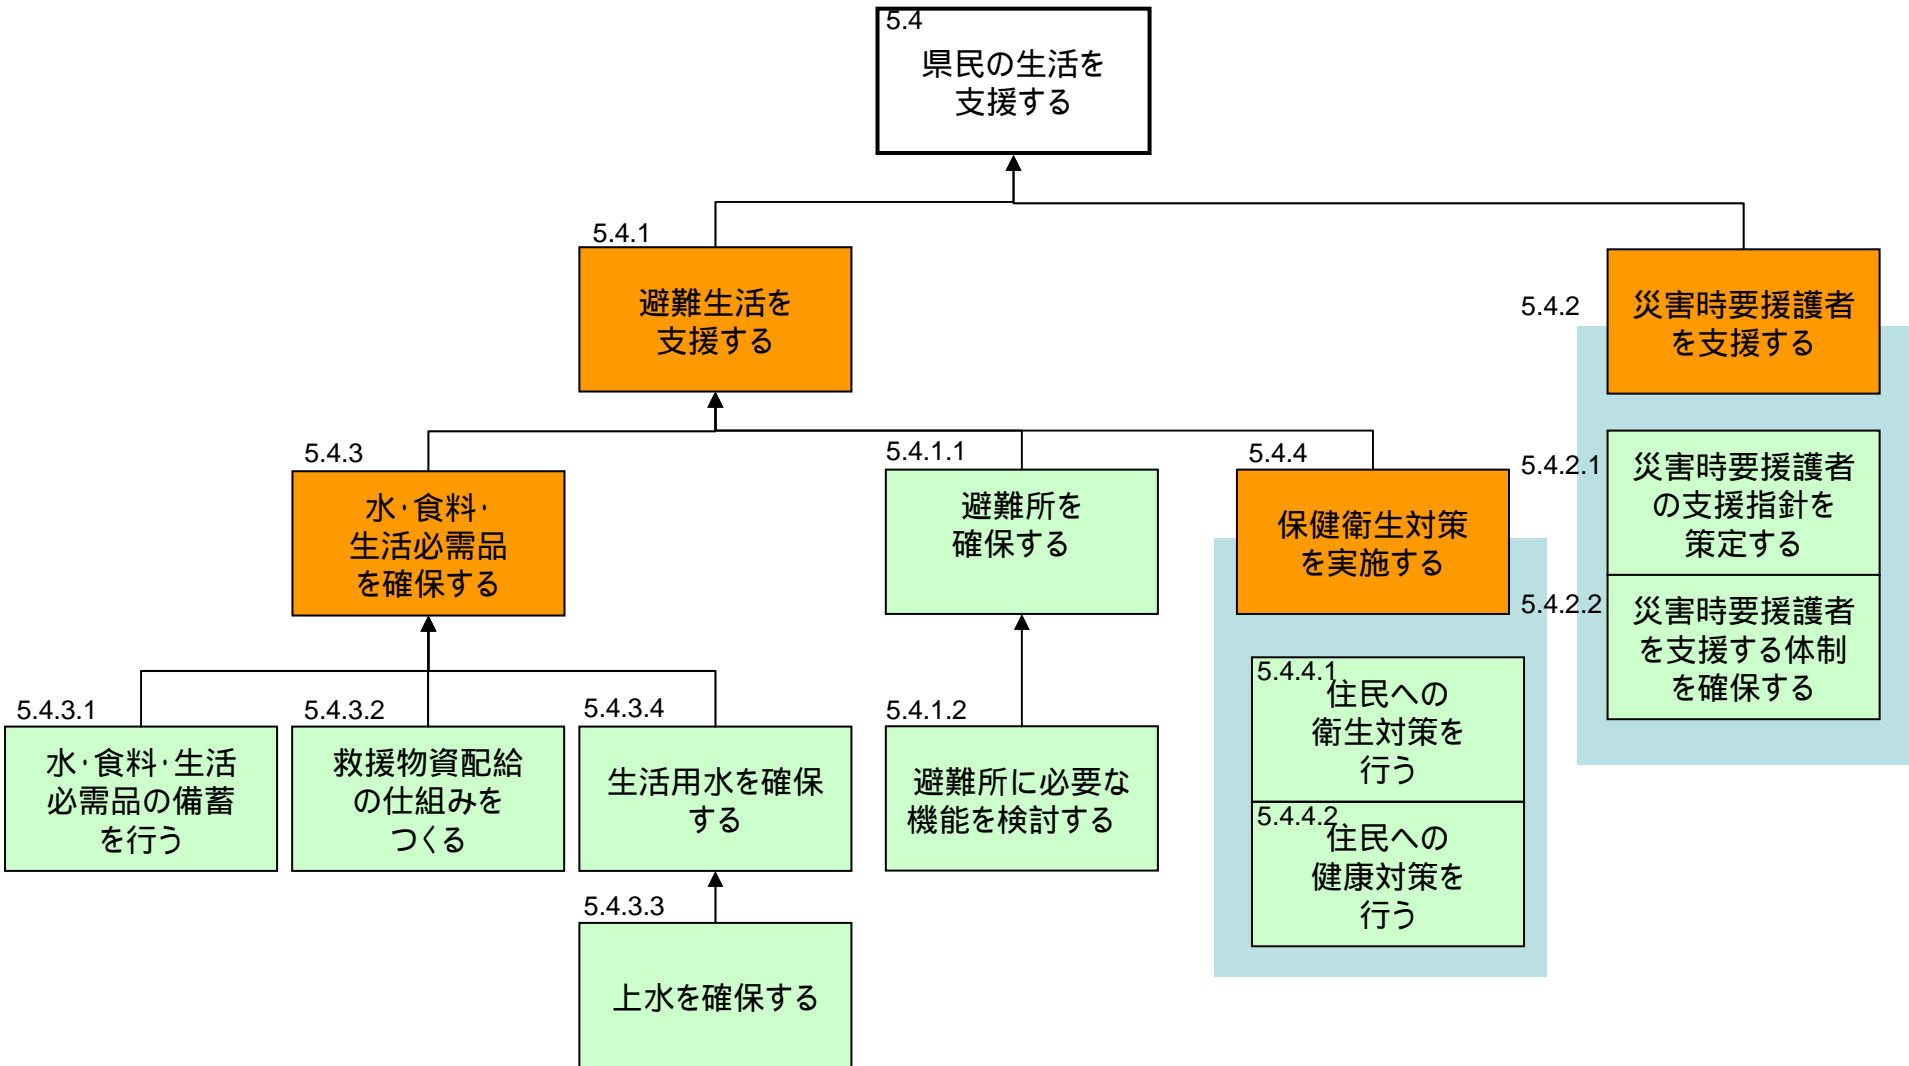 5.4
県民の生活を
支援する
5.4.1
避難生活を
支援する
5.4.2
災害時要援護者
を支援する
5.4.3
水・食料・
生活必需品
を確保する
5.4.1.1
避難所を
確保する
5.4.4
保健衛生対策
を実施する
5.4.2.1
災害時要援護者
の支援指針を
策定する
5.4.2.2
災害時要援護者
を支援する体制
を確保する
5.4.3.1
水・食料・生活
必需品の備蓄
を行う
5.4.3.2
救援物資配給
の仕組みを
つくる
5.4.3.4
生活用水を確保
する
5.4.1.2
避難所に必要な
機能を検討する
5.4.4.1
住民への
衛生対策を
行う
5.4.4.2
住民への
健康対策を
行う
5.4.3.3
上水を確保する